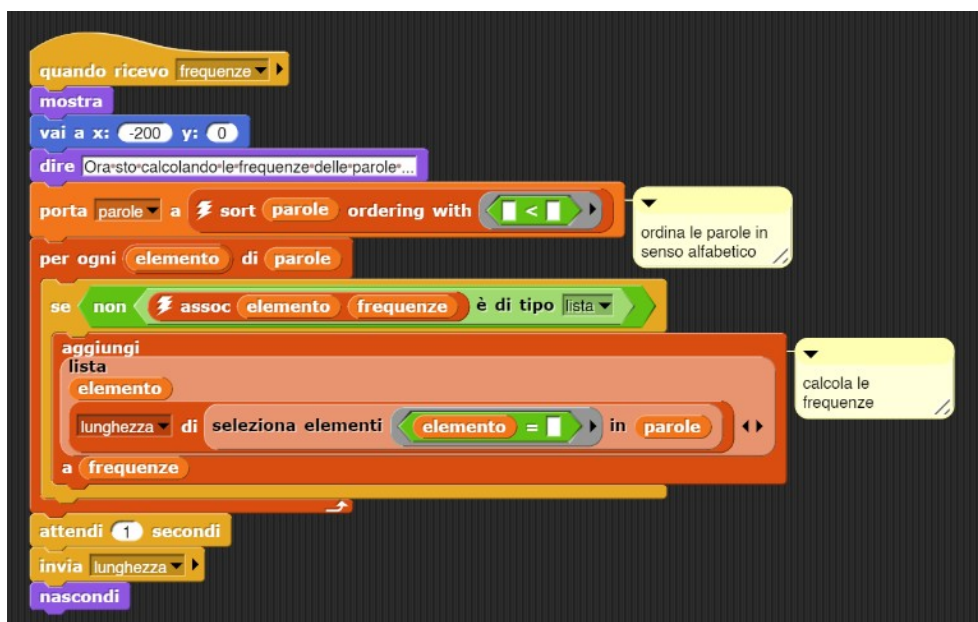 quando ricevo frequenze
mostra
vai a x: -200 y: 0
dire Ora sto calcolando le frequenze delle parole ...
porta parole a sort parole ordering with <
ordina le parole in
senso alfabetico
per ogni elemento di parole
se non assoc elemento frequenze è di tipo lista
aggiungi
lista
elemento
lunghezza di seleziona elementi elemento = in parole
a frequenze
calcola le
frequenze
attendi 1 secondi
invia lunghezza
nascondi